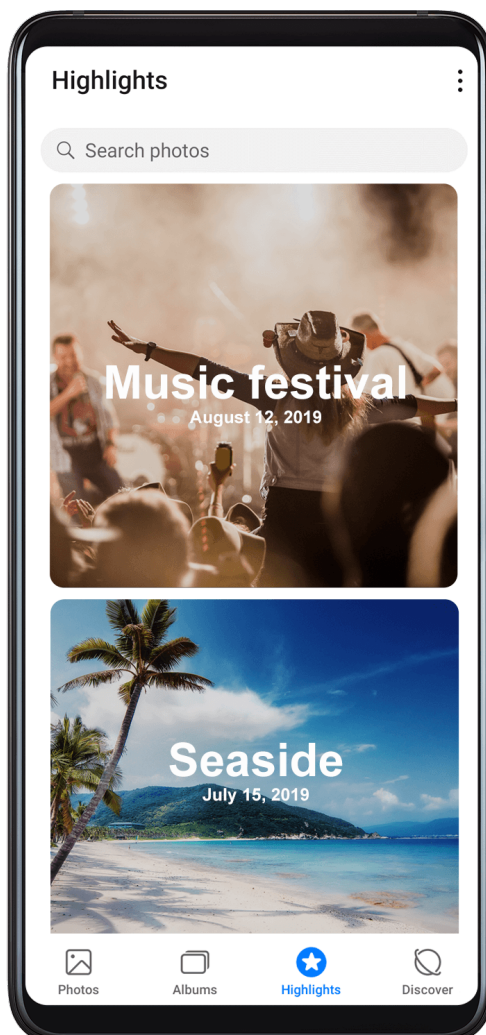 Highlights
Search photos
Music festival
August 12, 2019
Seaside
July 15, 2019
Photos
Albums
Highlights
Discover